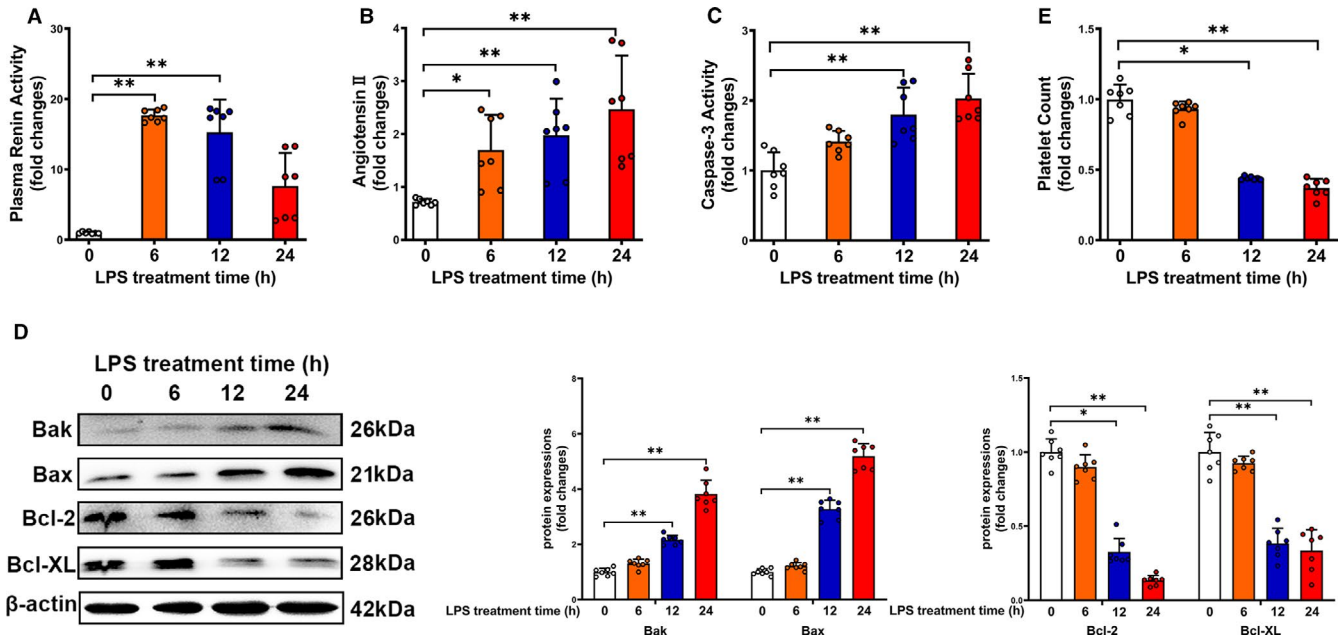 A
Plasma Renin Activity
(fold changes)
30
20
10
0
**
**
0 6 12 24
LPS treatment time (h)
B
Angiotensin Ⅱ
(fold changes)
4
3
2
1
0
**
**
*
0 6 12 24
LPS treatment time (h)
C
Caspase-3 Activity
(fold changes)
3
2
1
0
**
**
0 6 12 24
LPS treatment time (h)
E
Platelet Count
(fold changes)
1.5
1.0
0.5
0.0
**
*
0 6 12 24
LPS treatment time (h)
D
LPS treatment time (h)
0 6 12 24
Bak 26kDa
Bax 21kDa
Bcl-2 26kDa
Bcl-XL 28kDa
β-actin 42kDa
protein expressions
(fold changes)
8
6
4
2
0
**
**
**
**
LPS treatment time (h) 0 6 12 24 0 6 12 24
Bak Bax
protein expressions
(fold changes)
1.5
1.0
0.5
0.0
**
*
**
**
LPS treatment time (h) 0 6 12 24 0 6 12 24
Bcl-2 Bcl-XL